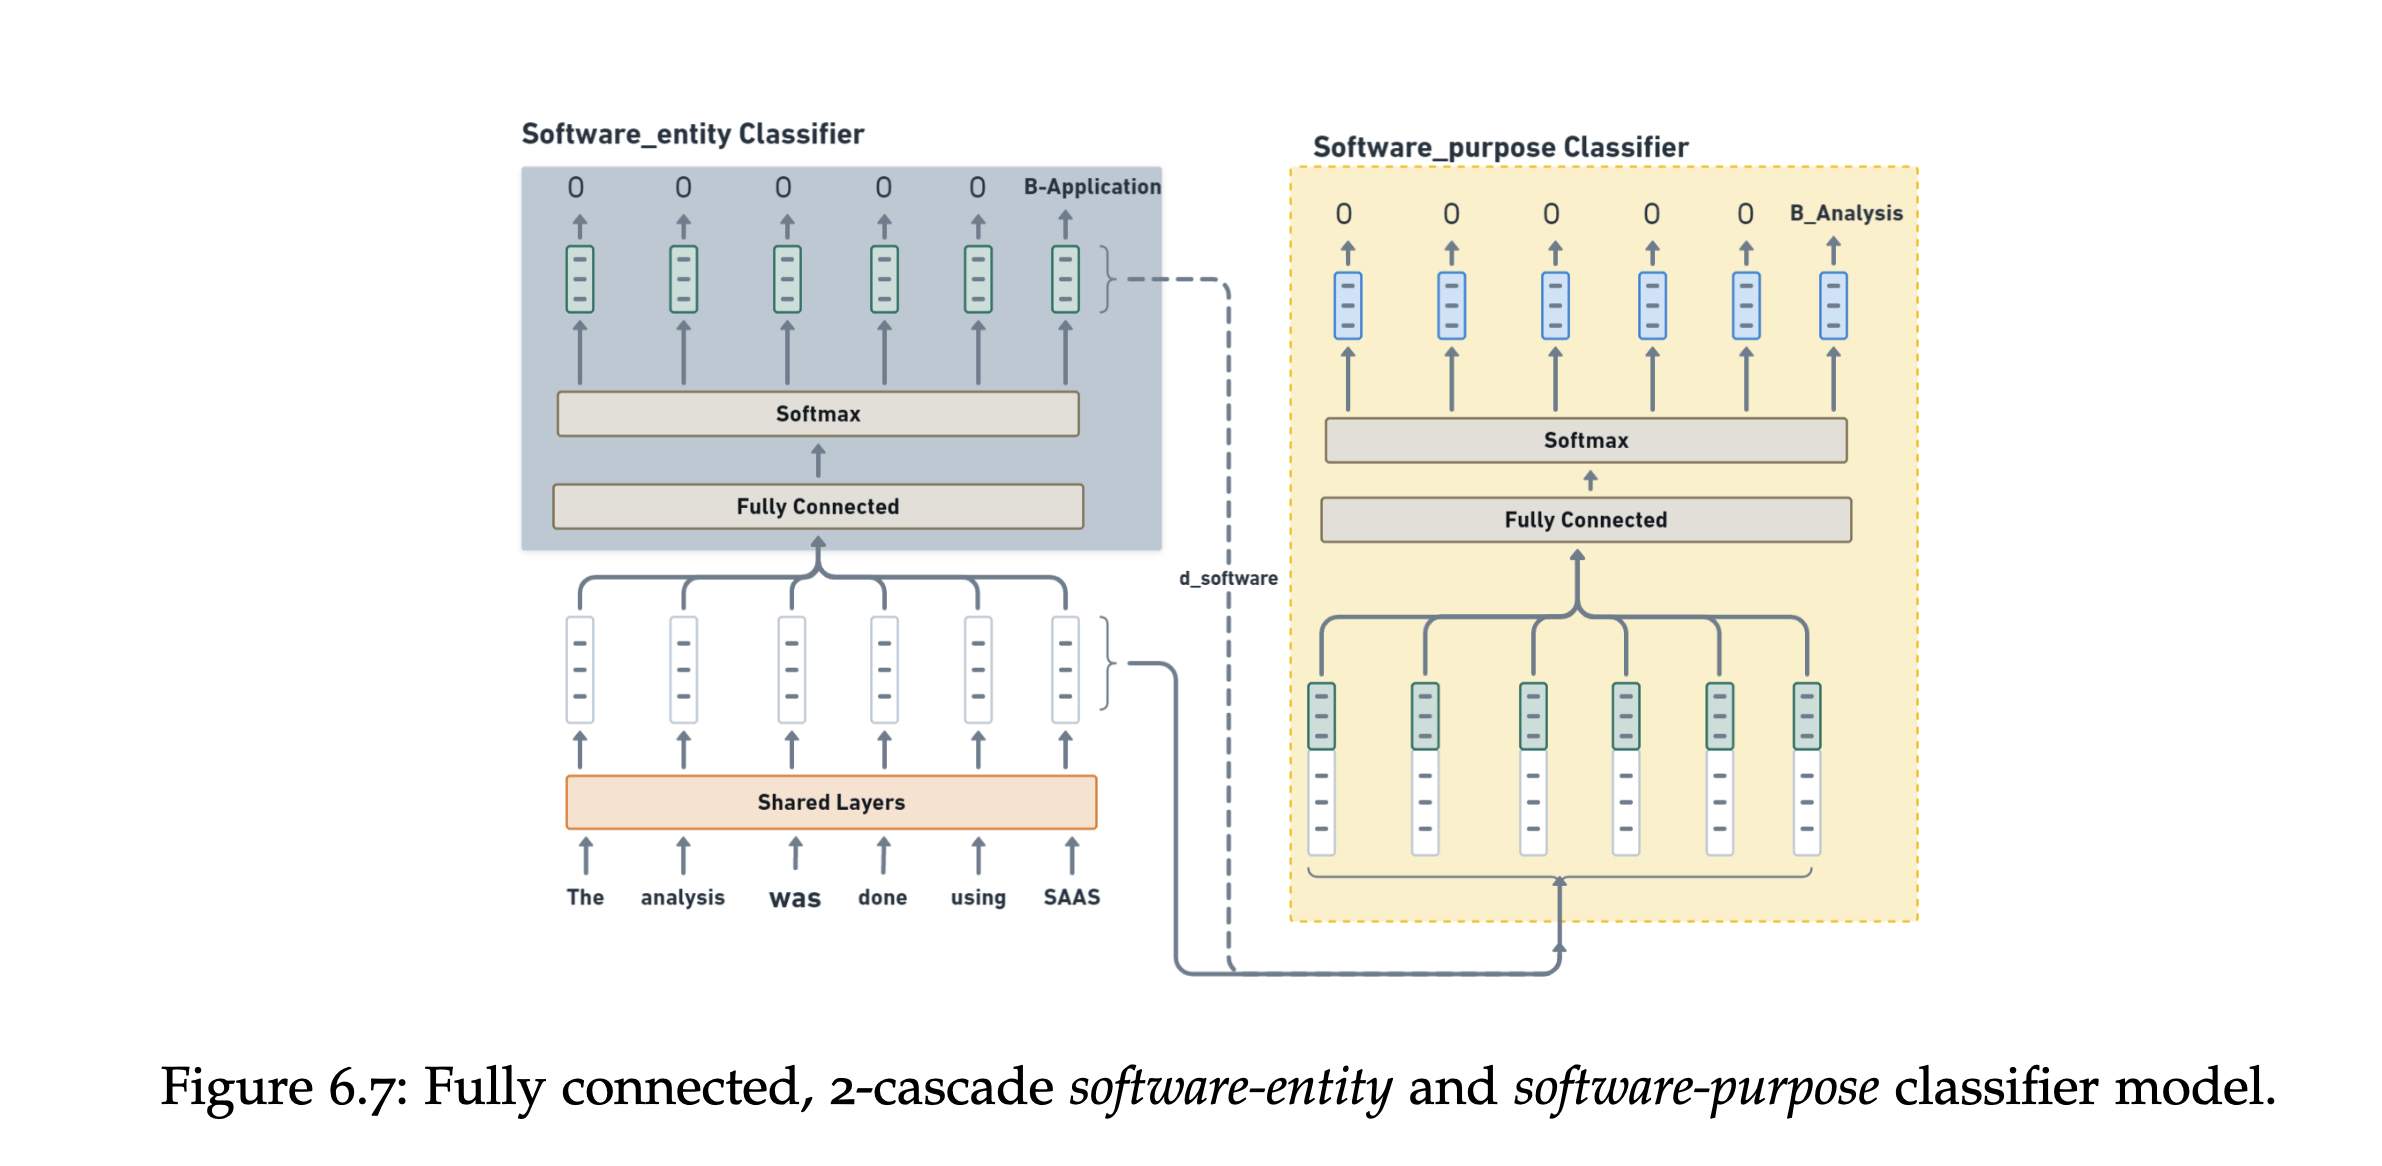 Software_entity Classifier
O O O O O B-Application
Softmax
Fully Connected
Shared Layers
The analysis was done using SAAS
d_software
Software_purpose Classifier
O O O O O B_Analysis
Softmax
Fully Connected
Figure 6.7: Fully connected, 2-cascade software-entity and software-purpose classifier model.